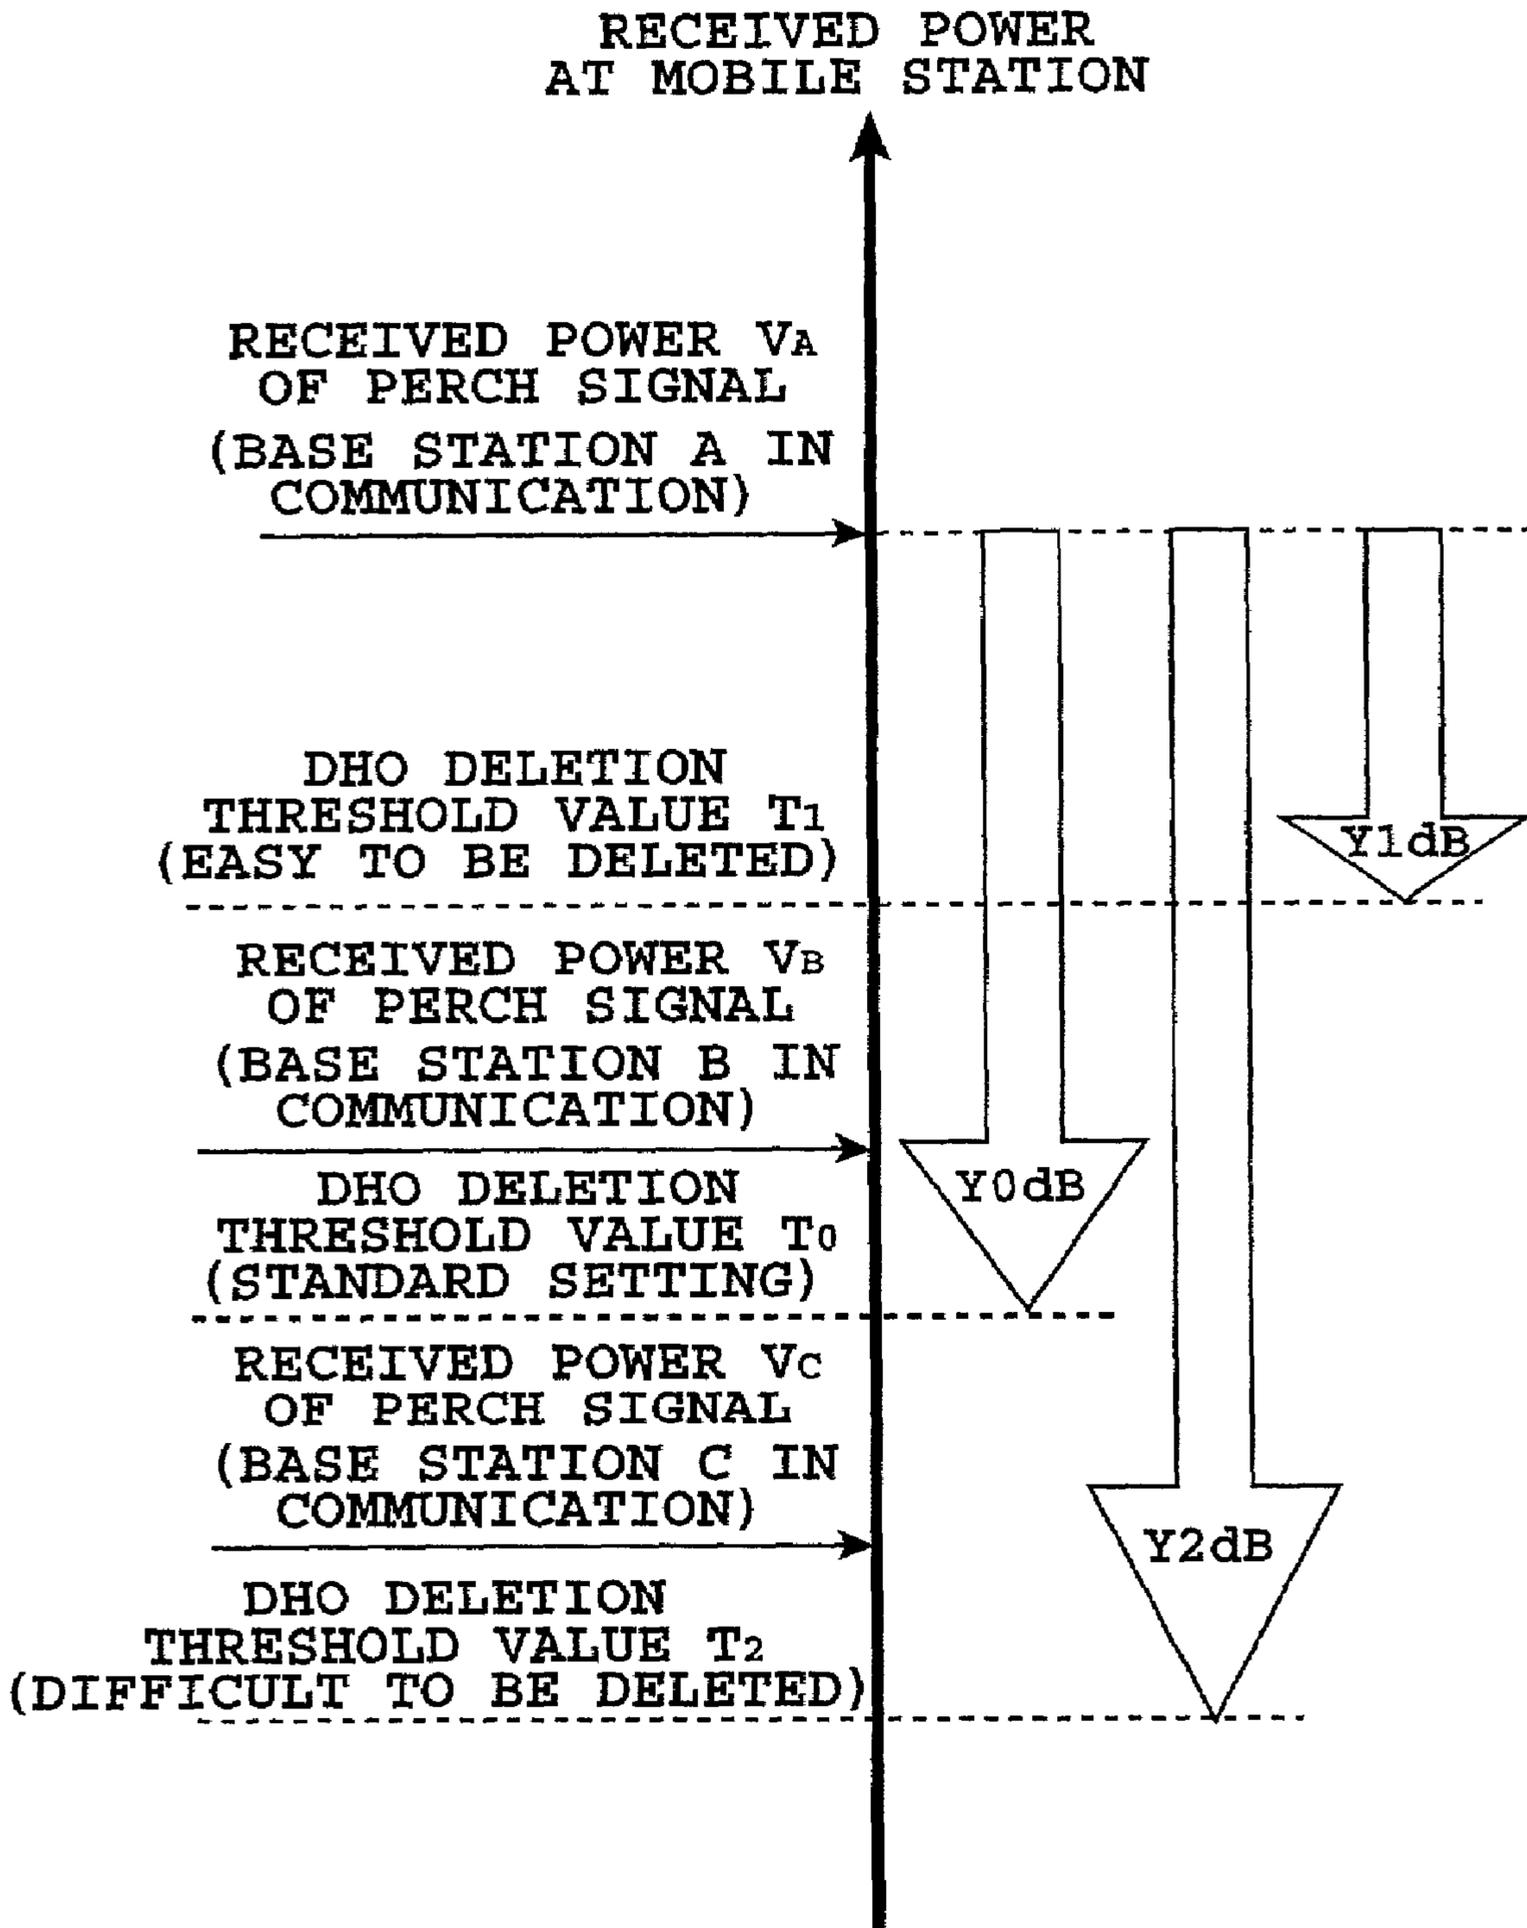 RECEIVED POWER
AT MOBILE STATION
RECEIVED POWER VA
OF PERCH SIGNAL
(BASE STATION A IN
COMMUNICATION)
DHO DELETION
THRESHOLD VALUE T1
(EASY TO BE DELETED)
Y1dB
RECEIVED POWER VB
OF PERCH SIGNAL
(BASE STATION B IN
COMMUNICATION)
DHO DELETION
THRESHOLD VALUE T0
(STANDARD SETTING)
Y0dB
RECEIVED POWER VC
OF PERCH SIGNAL
(BASE STATION C IN
COMMUNICATION)
Y2dB
DHO DELETION
THRESHOLD VALUE T2
(DIFFICULT TO BE DELETED)